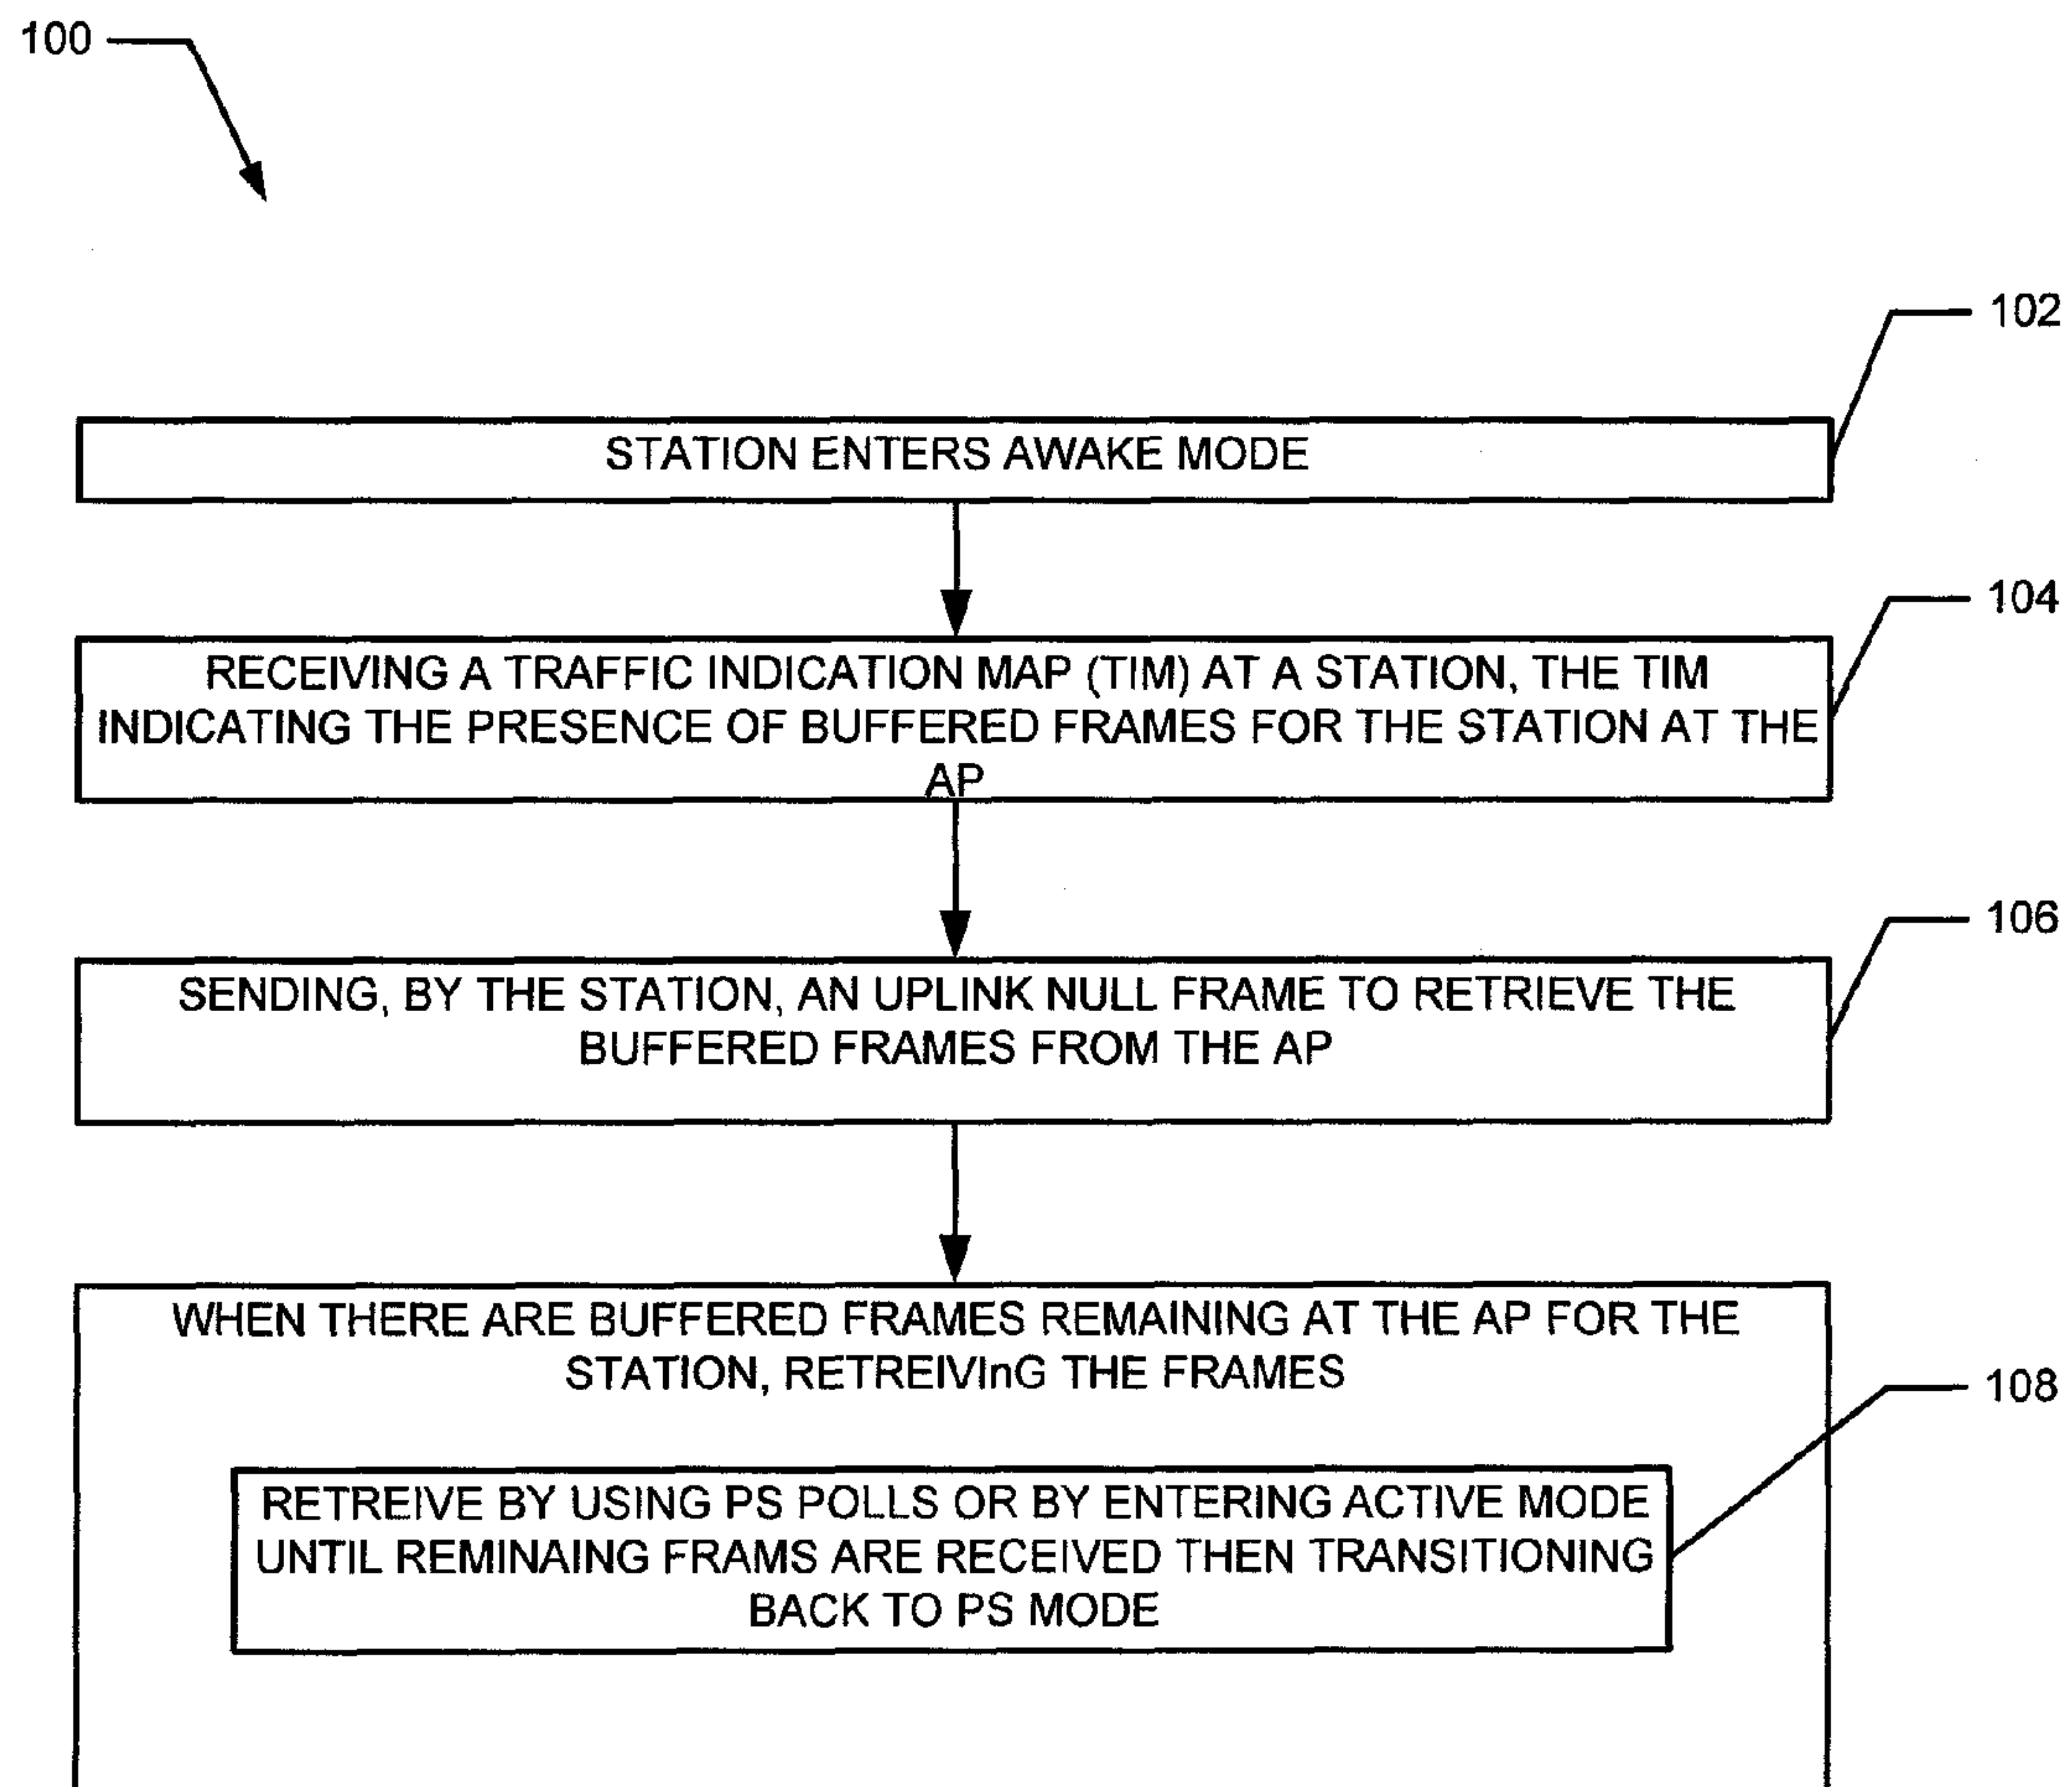 100
102
STATION ENTERS AWAKE MODE
104
RECEIVING A TRAFFIC INDICATION MAP (TIM) AT A STATION, THE TIM
INDICATING THE PRESENCE OF BUFFERED FRAMES FOR THE STATION AT THE
AP
106
SENDING, BY THE STATION, AN UPLINK NULL FRAME TO RETRIEVE THE
BUFFERED FRAMES FROM THE AP
WHEN THERE ARE BUFFERED FRAMES REMAINING AT THE AP FOR THE
STATION, RETREIVInG THE FRAMES
108
RETREIVE BY USING PS POLLS OR BY ENTERING ACTIVE MODE
UNTIL REMINAING FRAMS ARE RECEIVED THEN TRANSITIONING
BACK TO PS MODE